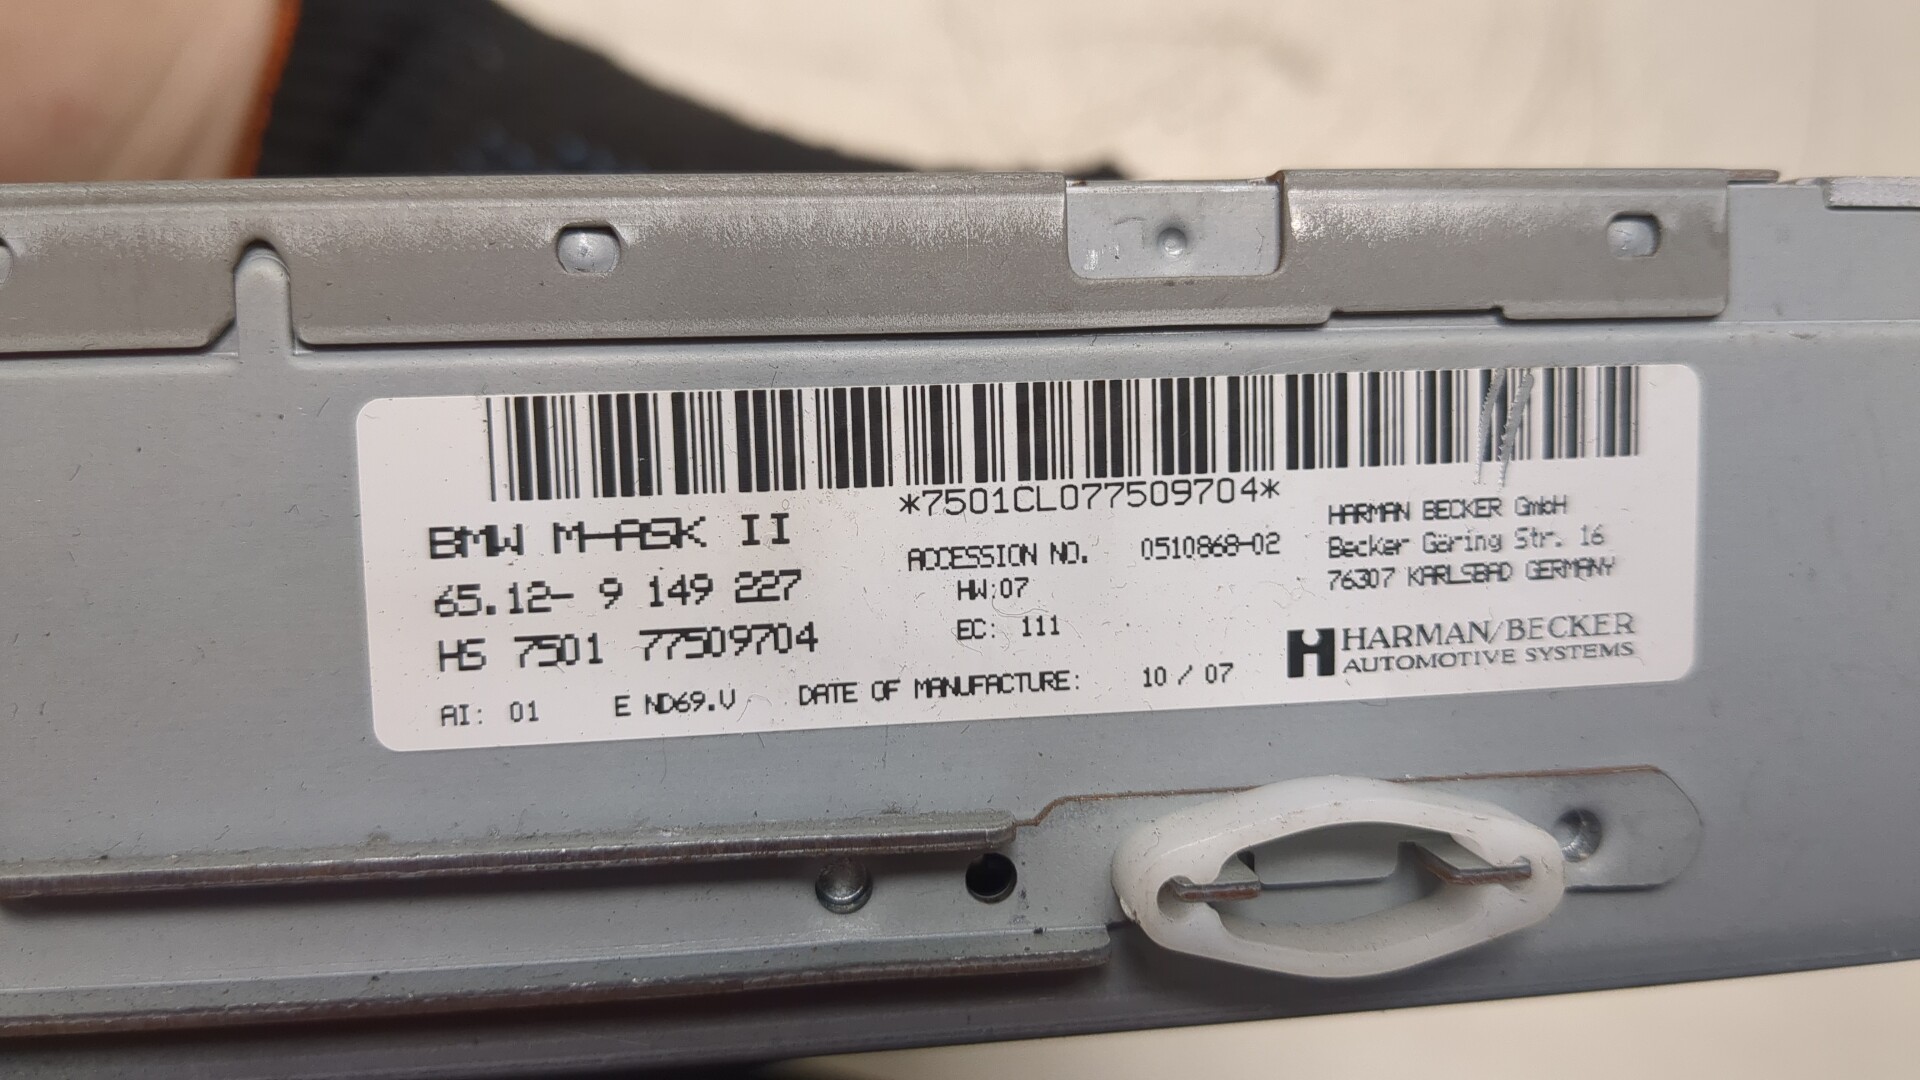 *7501CL077509704*
BMW M-ASK II
65.12- 9 149 227
HS 7501 77509704
AI: 01 E ND69.V DATE OF MANUFACTURE: 10 / 07
ACCESSION NO. 0510868-02
HW:07
EC: 111
HARMAN BECKER GmbH
Becker Göring Str. 16
76307 KARLSBAD GERMANY
HARMAN/BECKER
AUTOMOTIVE SYSTEMS